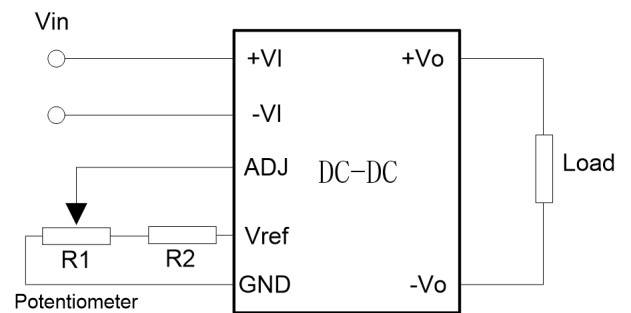 Vin
+VI
+Vo
-VI
ADJ
DC-DC
Load
Vref
R1
R2
GND
-Vo
Potentiometer